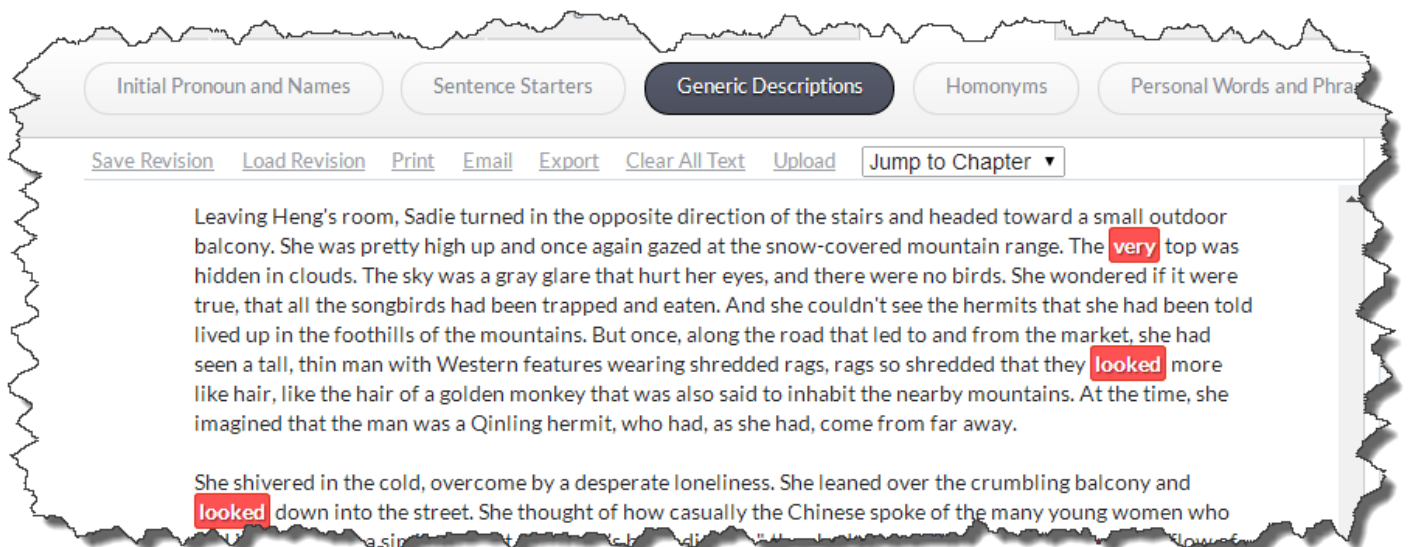 Initial Pronoun and Names Sentence Starters Generic Descriptions Homonyms Personal Words and
Save Revision Load Revision Print Email Export Clear All Text Upload Jump to Chapter
Leaving Heng's room, Sadie turned in the opposite direction of the stairs and headed toward a small outdoor
balcony. She was pretty high up and once again gazed at the snow-covered mountain range. The very top was
hidden in clouds. The sky was a gray glare that hurt her eyes, and there were no birds. She wondered if it were
true, that all the songbirds had been trapped and eaten. And she couldn't see the hermits that she had been told
lived up in the foothills of the mountains. But once, along the road that led to and from the market, she had
seen a tall, thin man with Western features wearing shredded rags, rags so shredded that they looked more
like hair, like the hair of a golden monkey that was also said to inhabit the nearby mountains. At the time, she
imagined that the man was a Qinling hermit, who had, as she had, come from far away.
She shivered in the cold, overcome by a desperate loneliness. She leaned over the crumbling balcony and
looked down into the street. She thought of how casually the Chinese spoke of the many young women who